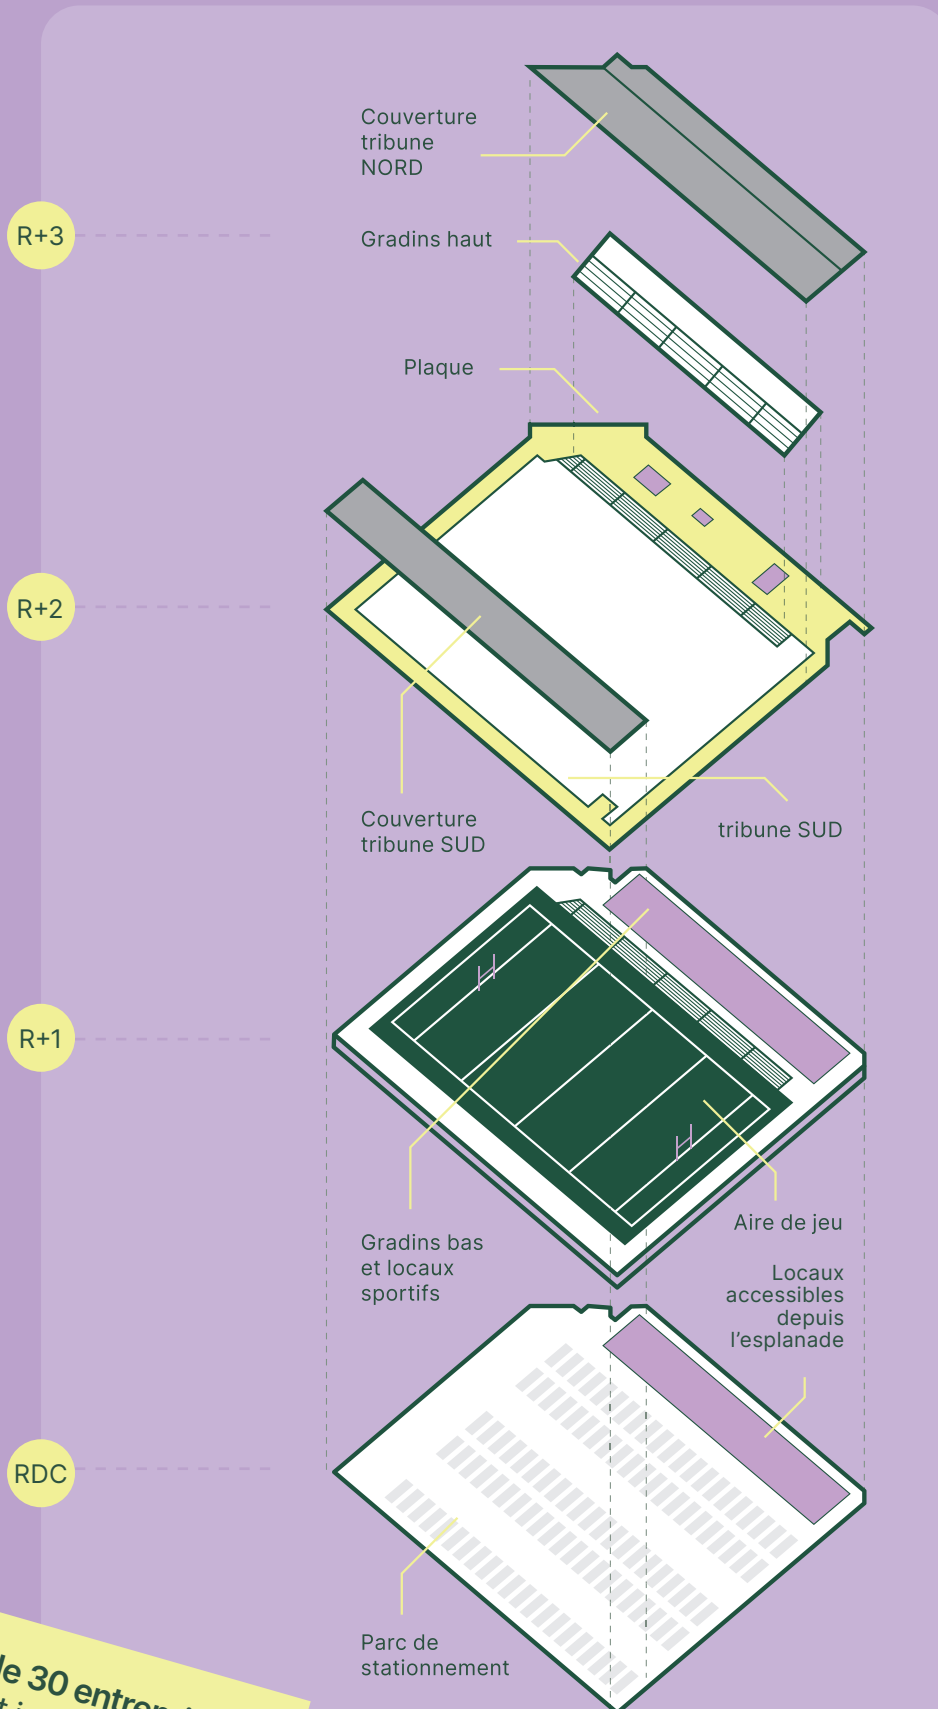 Couverture
tribune
NORD
R+3
Gradins haut
Plaque
R+2
Couverture
tribune SUD
tribune SUD
R+1
Aire de jeu
Gradins bas
et locaux
sportifs
Locaux
accessibles
depuis
l’esplanade
RDC
Parc de
stationnement
30